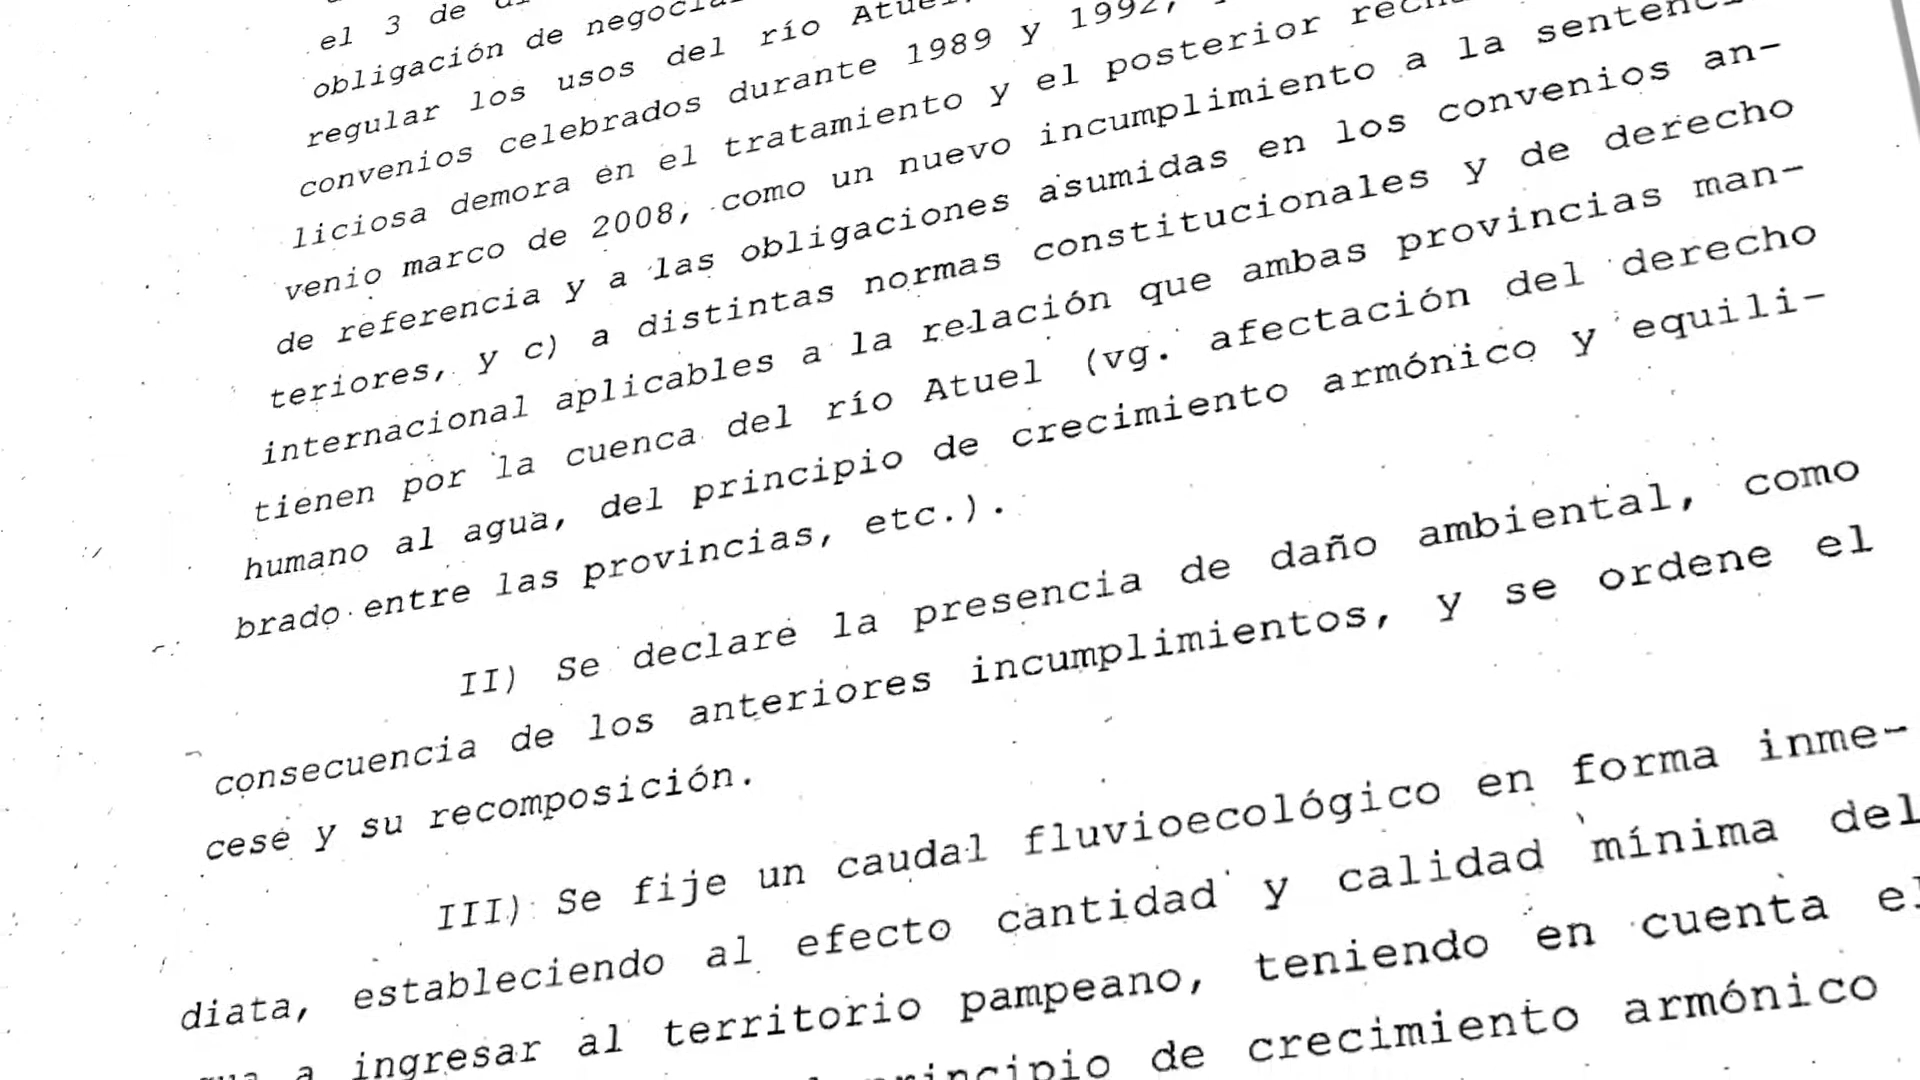 el 3 de
obligación de
regular los usos del río
convenios celebrados durante 1989 y 1992,
liciosa demora en el tratamiento y el posterior
venio marco de 2008, como un nuevo incumplimiento a la
de referencia y a las obligaciones asumidas en los convenios an-
teriores, y c) a distintas normas constitucionales y de derecho
internacional aplicables a la relación que ambas provincias man-
tienen por la cuenca del río Atuel (vg. afectación del derecho
humano al agua, del principio de crecimiento armónico y equili-
brado entre las provincias, etc.).
II) Se declare la presencia de daño ambiental, como
consecuencia de los anteriores incumplimientos, y se ordene el
cese y su recomposición.
III) Se fije un caudal fluvioecológico en forma inme-
diata, estableciendo al efecto cantidad y calidad mínima del
a ingresar al territorio pampeano, teniendo en cuenta el
principio de crecimiento armónico